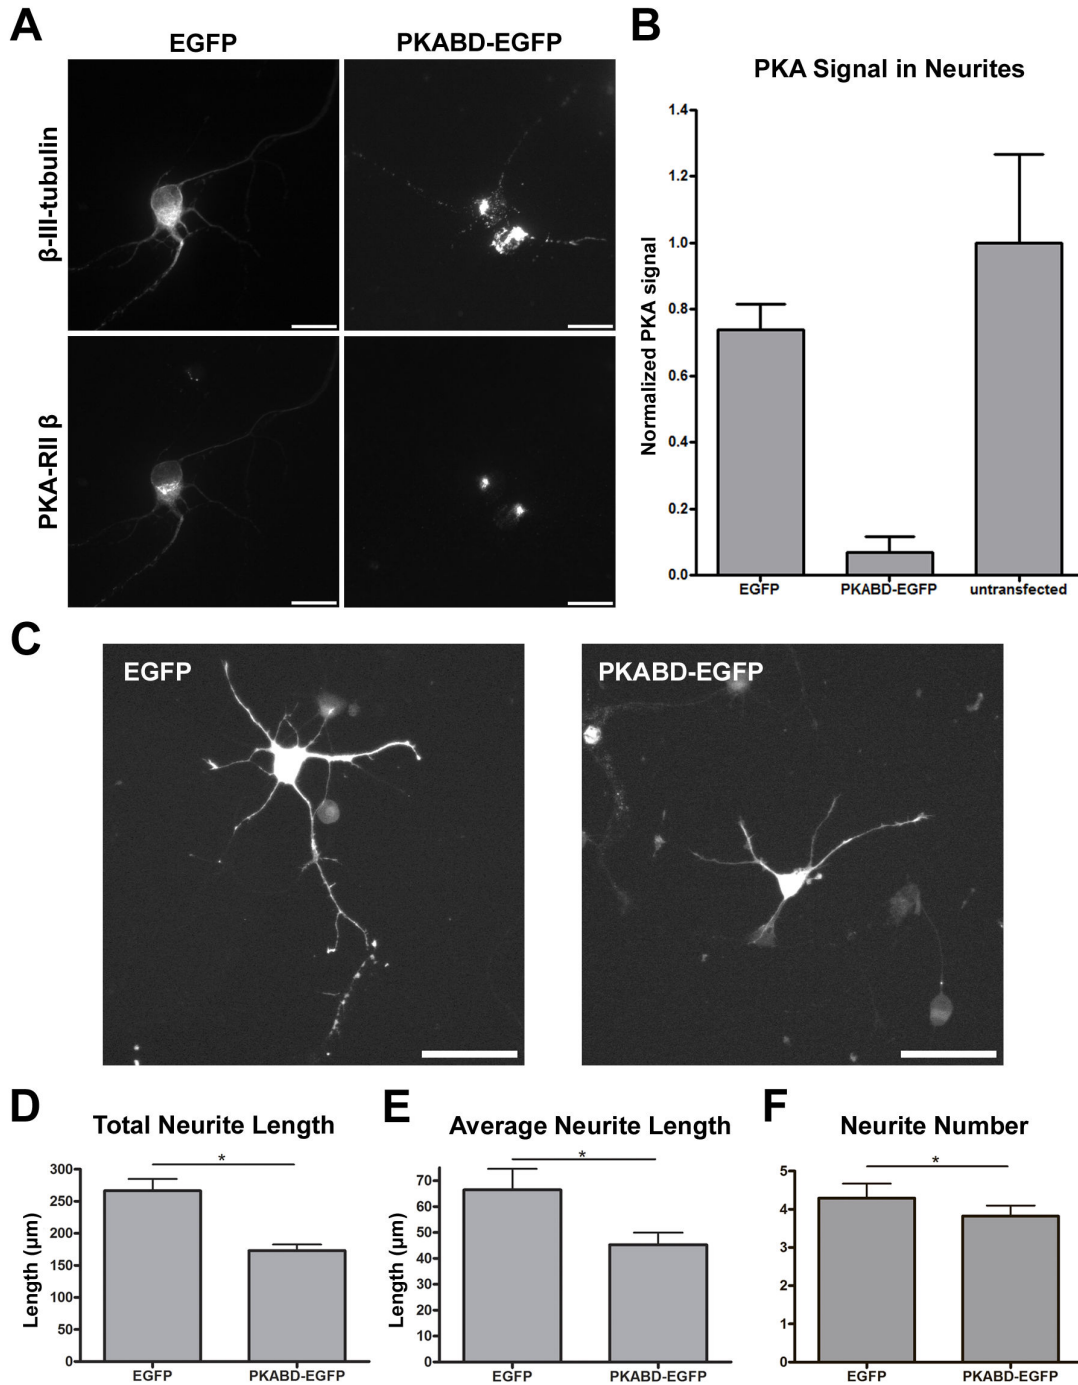 A
EGFP
PKABD-EGFP
β-III-tubulin
PKA-RII β
B
PKA Signal in Neurites
Normalized PKA signal
1.4
1.2
1.0
0.8
0.6
0.4
0.2
0.0
EGFP
PKABD-EGFP
untransfected
C
EGFP
PKABD-EGFP
D
Total Neurite Length
Length (µm)
300
250
200
150
100
50
0
*
EGFP
PKABD-EGFP
E
Average Neurite Length
Length (µm)
70
60
50
40
30
20
10
0
*
EGFP
PKABD-EGFP
F
Neurite Number
5
4
3
2
1
0
*
EGFP
PKABD-EGFP